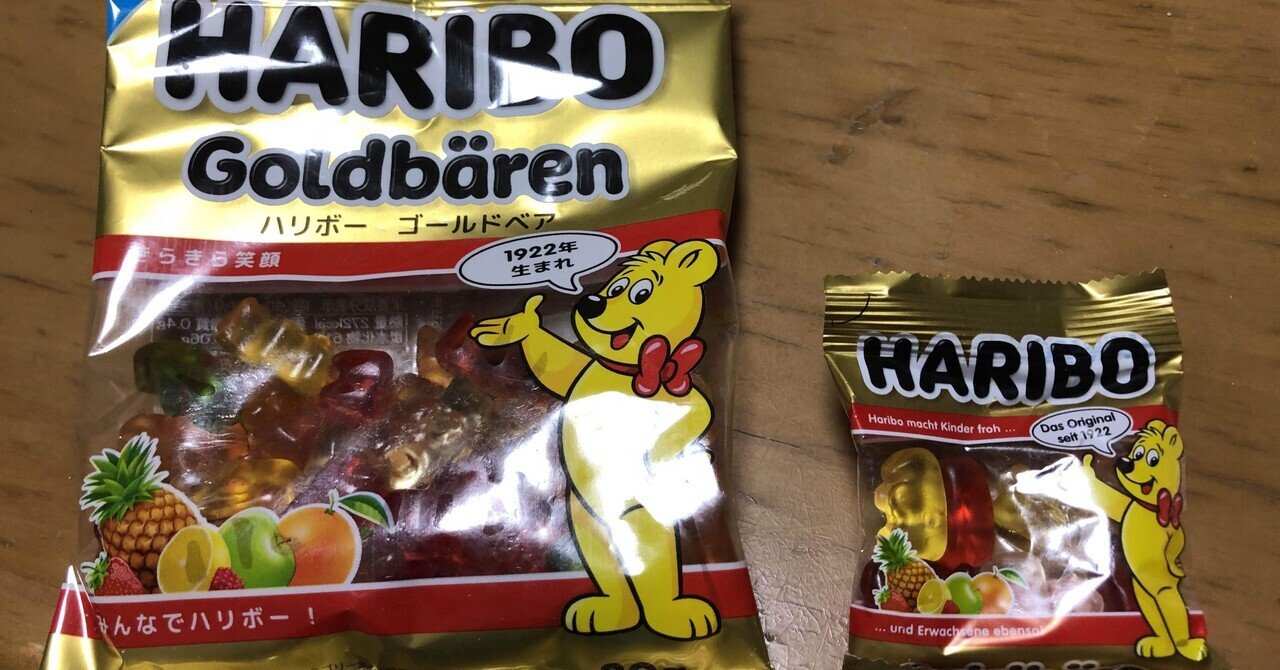 HARIBO
Goldbären
ハリボー ゴールドベア
きらきら笑顔
1922年
生まれ
みんなでハリボー!
HARIBO
Haribo macht Kinder froh ...
Das Original
seit 1922
... und Erwachsene ebenso!